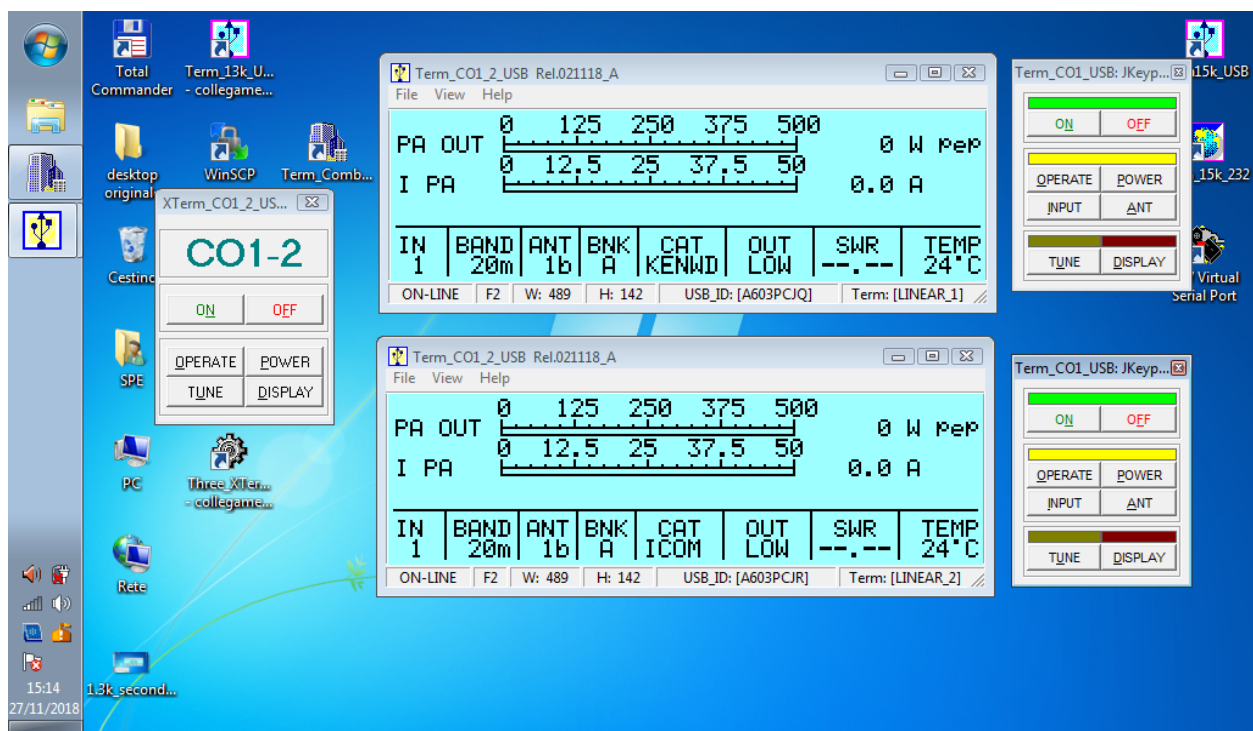 Total
Commander
Term_13k_U...
- collegame...
desktop
original
WinSCP
Term_Comb...
Cestino
SPE
PC
Three_XTer...
- collegame...
Rete
1.3k_second...
15:14
27/11/2018
XTerm_CO1_2_US...
CO1-2
ON OFF
OPERATE POWER
TUNE DISPLAY
Term_CO1_2_USB Rel.021118_A
File View Help
0 125 250 375 500
PA OUT 0 W pep
0 12.5 25 37.5 50
I PA 0.0 A
IN BAND ANT BNK CAT OUT SWR TEMP
1 20m 1b A KENWD LOW --.-- 24°C
ON-LINE F2 W: 489 H: 142 USB_ID: [A603PCJQ] Term: [LINEAR_1]
Term_CO1_2_USB Rel.021118_A
File View Help
0 125 250 375 500
PA OUT 0 W pep
0 12.5 25 37.5 50
I PA 0.0 A
IN BAND ANT BNK CAT OUT SWR TEMP
1 20m 1b A ICOM LOW --.-- 24°C
ON-LINE F2 W: 489 H: 142 USB_ID: [A603PCJR] Term: [LINEAR_2]
Term_CO1_USB: JKeyp...
ON OFF
OPERATE POWER
INPUT ANT
TUNE DISPLAY
Term_CO1_USB: JKeyp...
ON OFF
OPERATE POWER
INPUT ANT
TUNE DISPLAY
15k_USB
_15k_232
Virtual
Serial Port